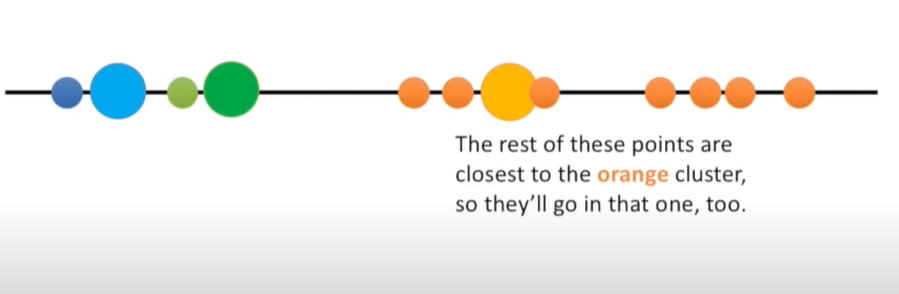 The rest of these points are
closest to the orange cluster,
so they’ll go in that one, too.